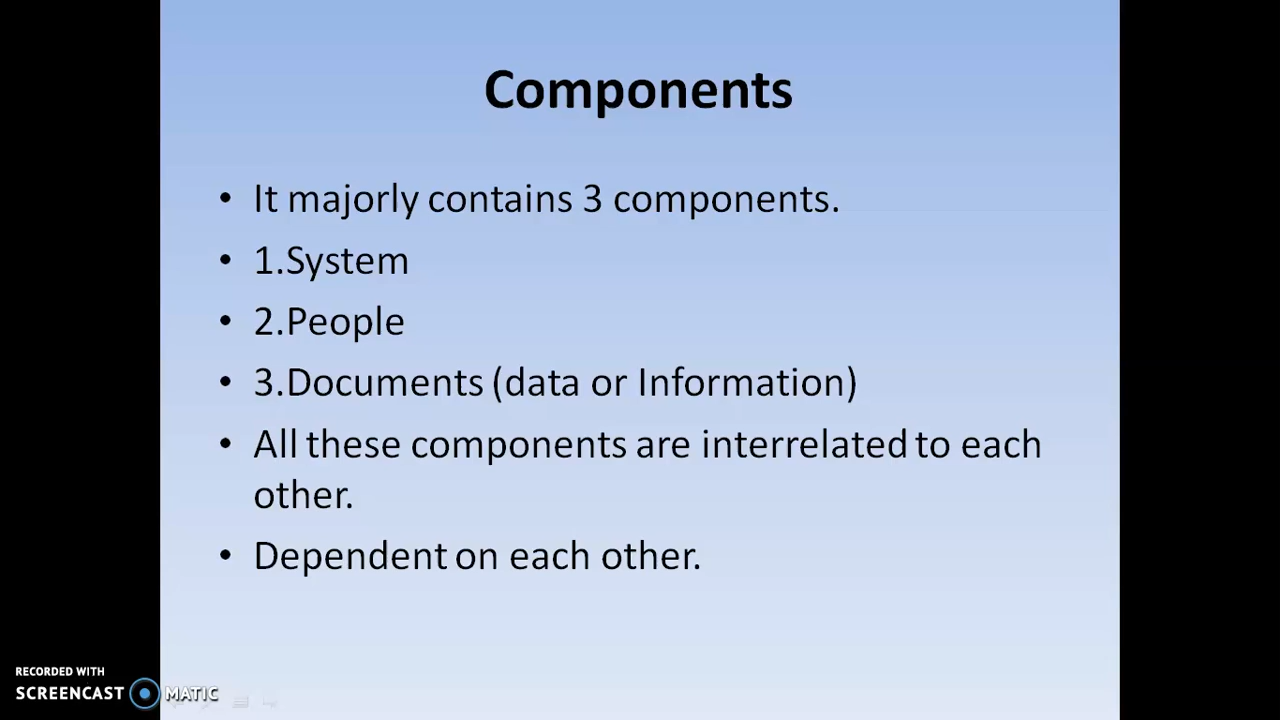 Components
• It majorly contains 3 components.
• 1.System
• 2.People
• 3.Documents (data or Information)
• All these components are interrelated to each
other.
• Dependent on each other.
RECORDED WITH
SCREENCAST MATIC